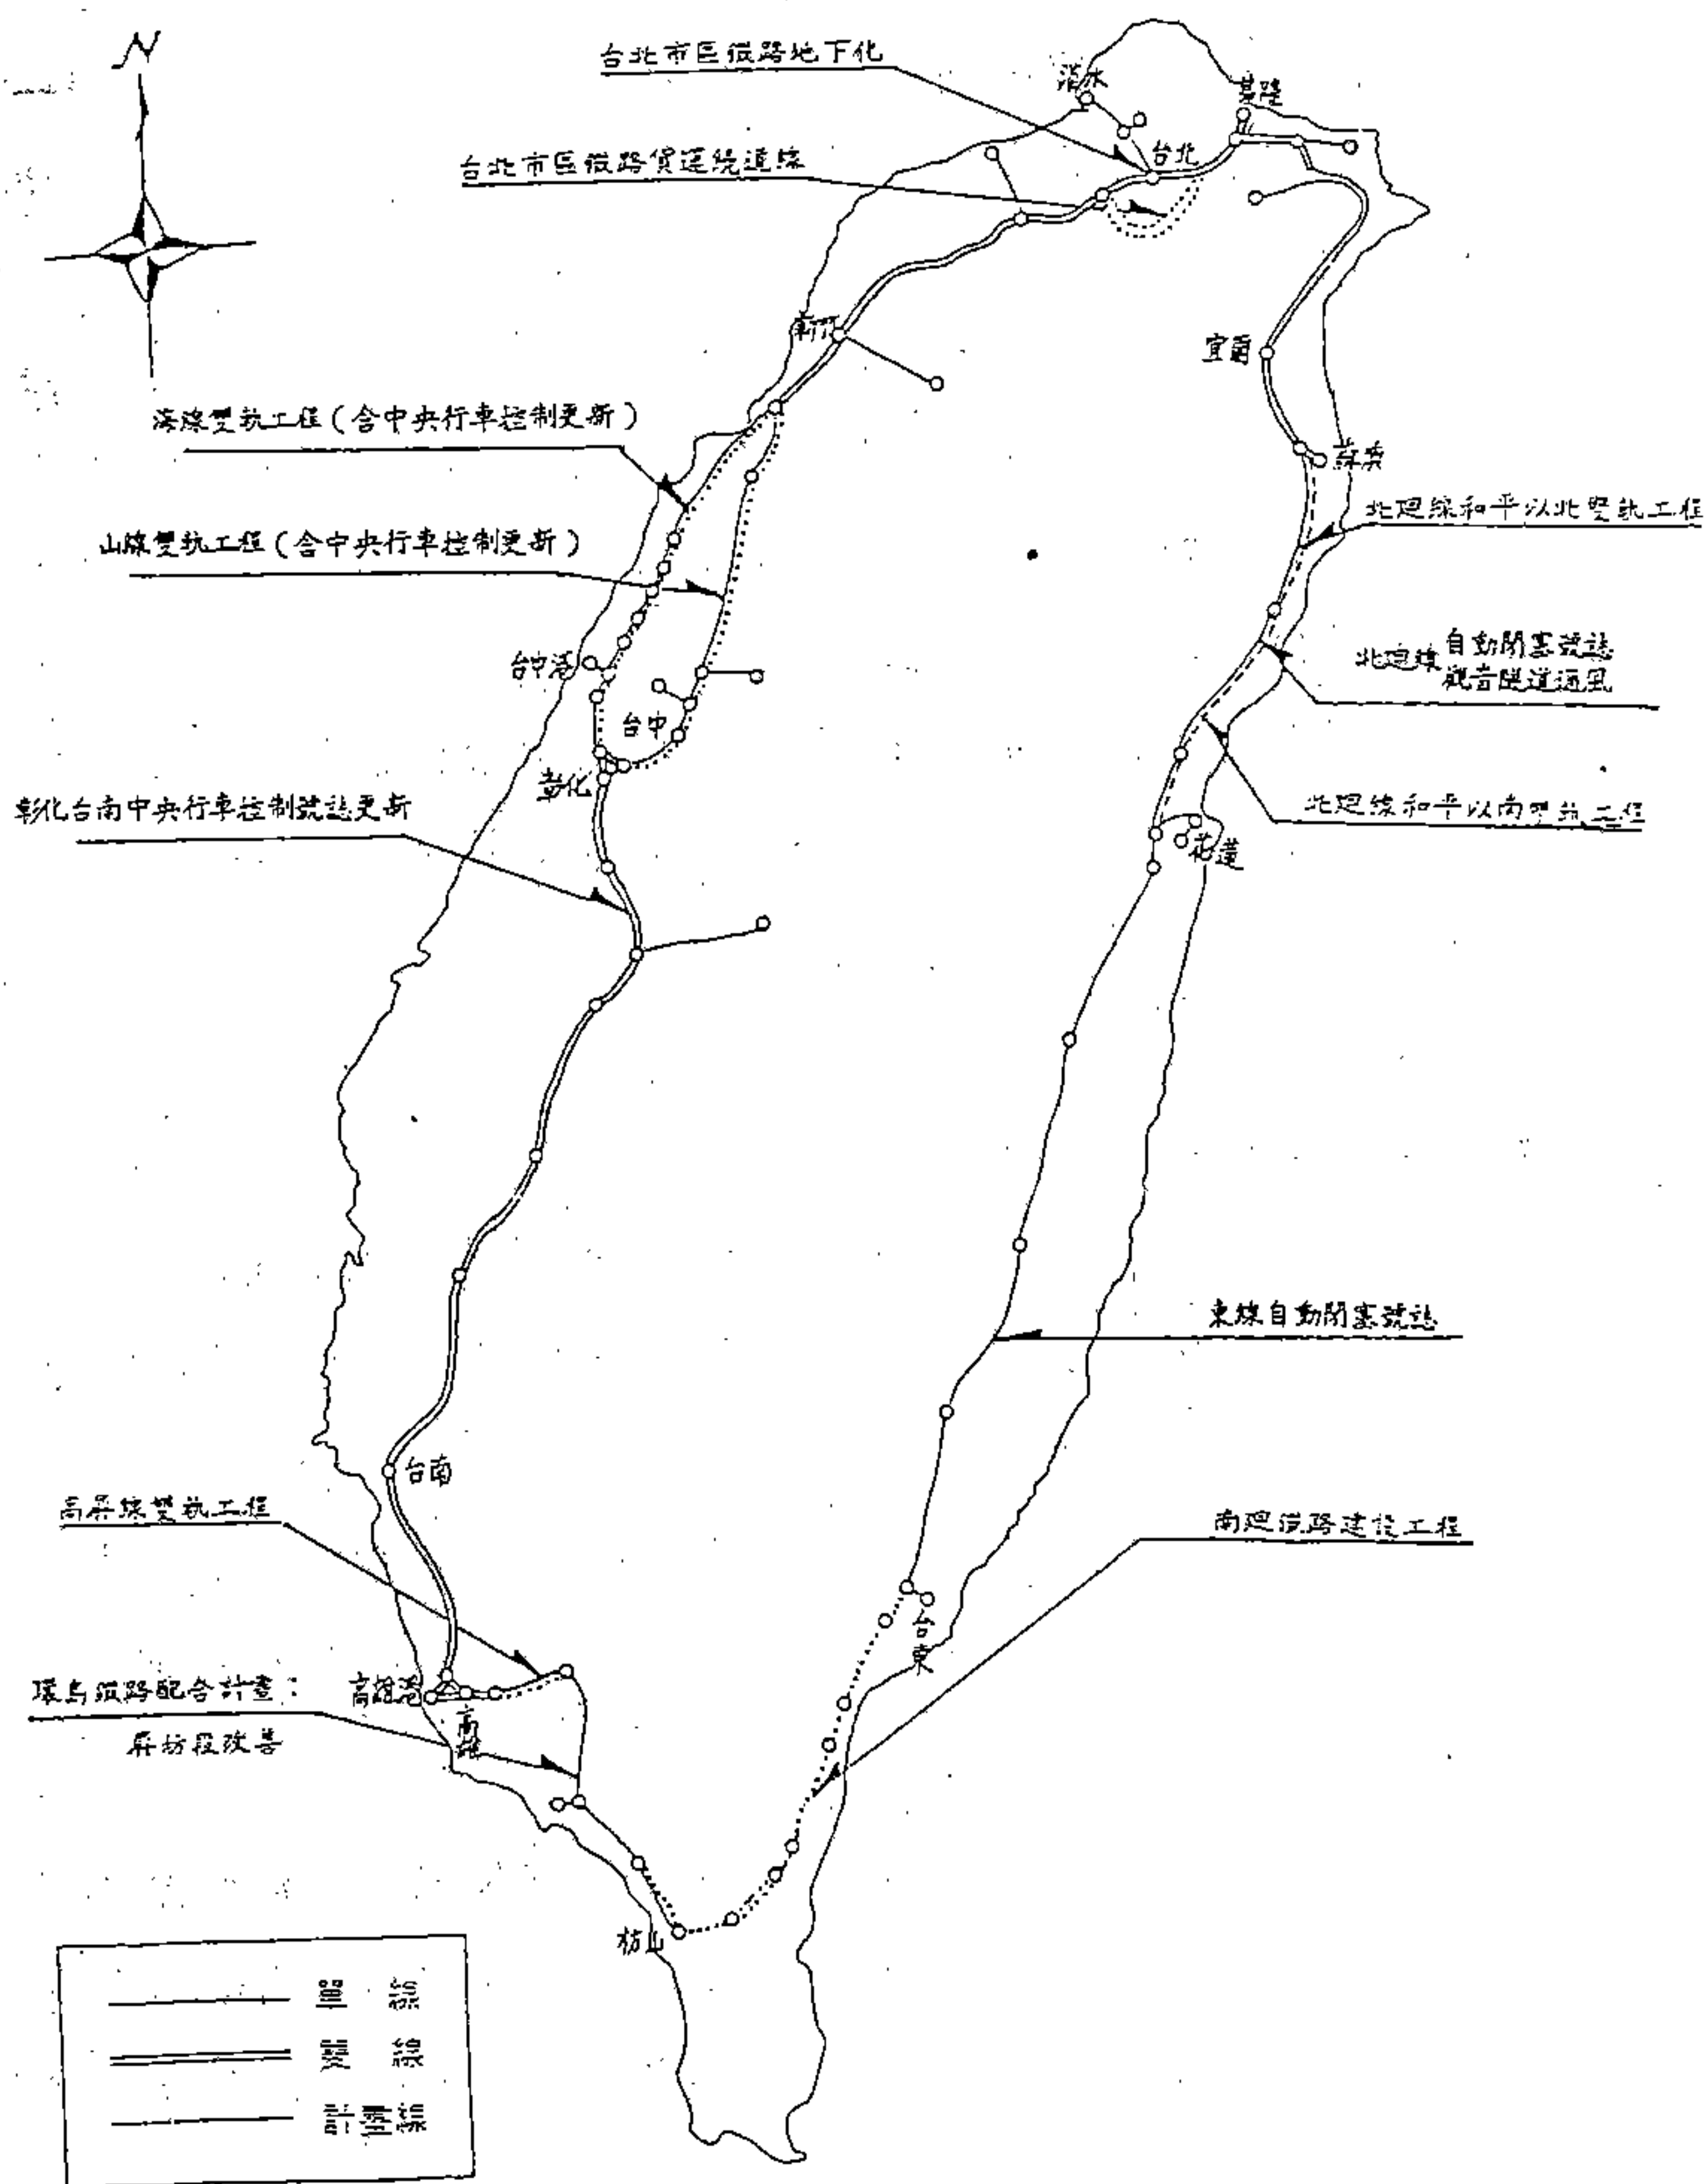 N
台北市區鐵路地下化
淡水
基隆
台北市區鐵路貨運繞道線
台北
新竹
宜蘭
海線雙軌工程（含中央行車控制更新）
蘇澳
北迴線和平以北雙軌工程
山線雙軌工程（含中央行車控制更新）
北迴線
自動閉塞號誌
觀音隧道通風
台中港
台中
彰化
彰化台南中央行車控制號誌更新
北迴線和平以南雙軌工程
花蓮
東線自動閉塞號誌
台南
高屏線雙軌工程
南迴鐵路建設工程
台東
環島鐵路配合計畫：
高雄港
高雄
屏枋段改善
枋山
單線
雙線
計畫線